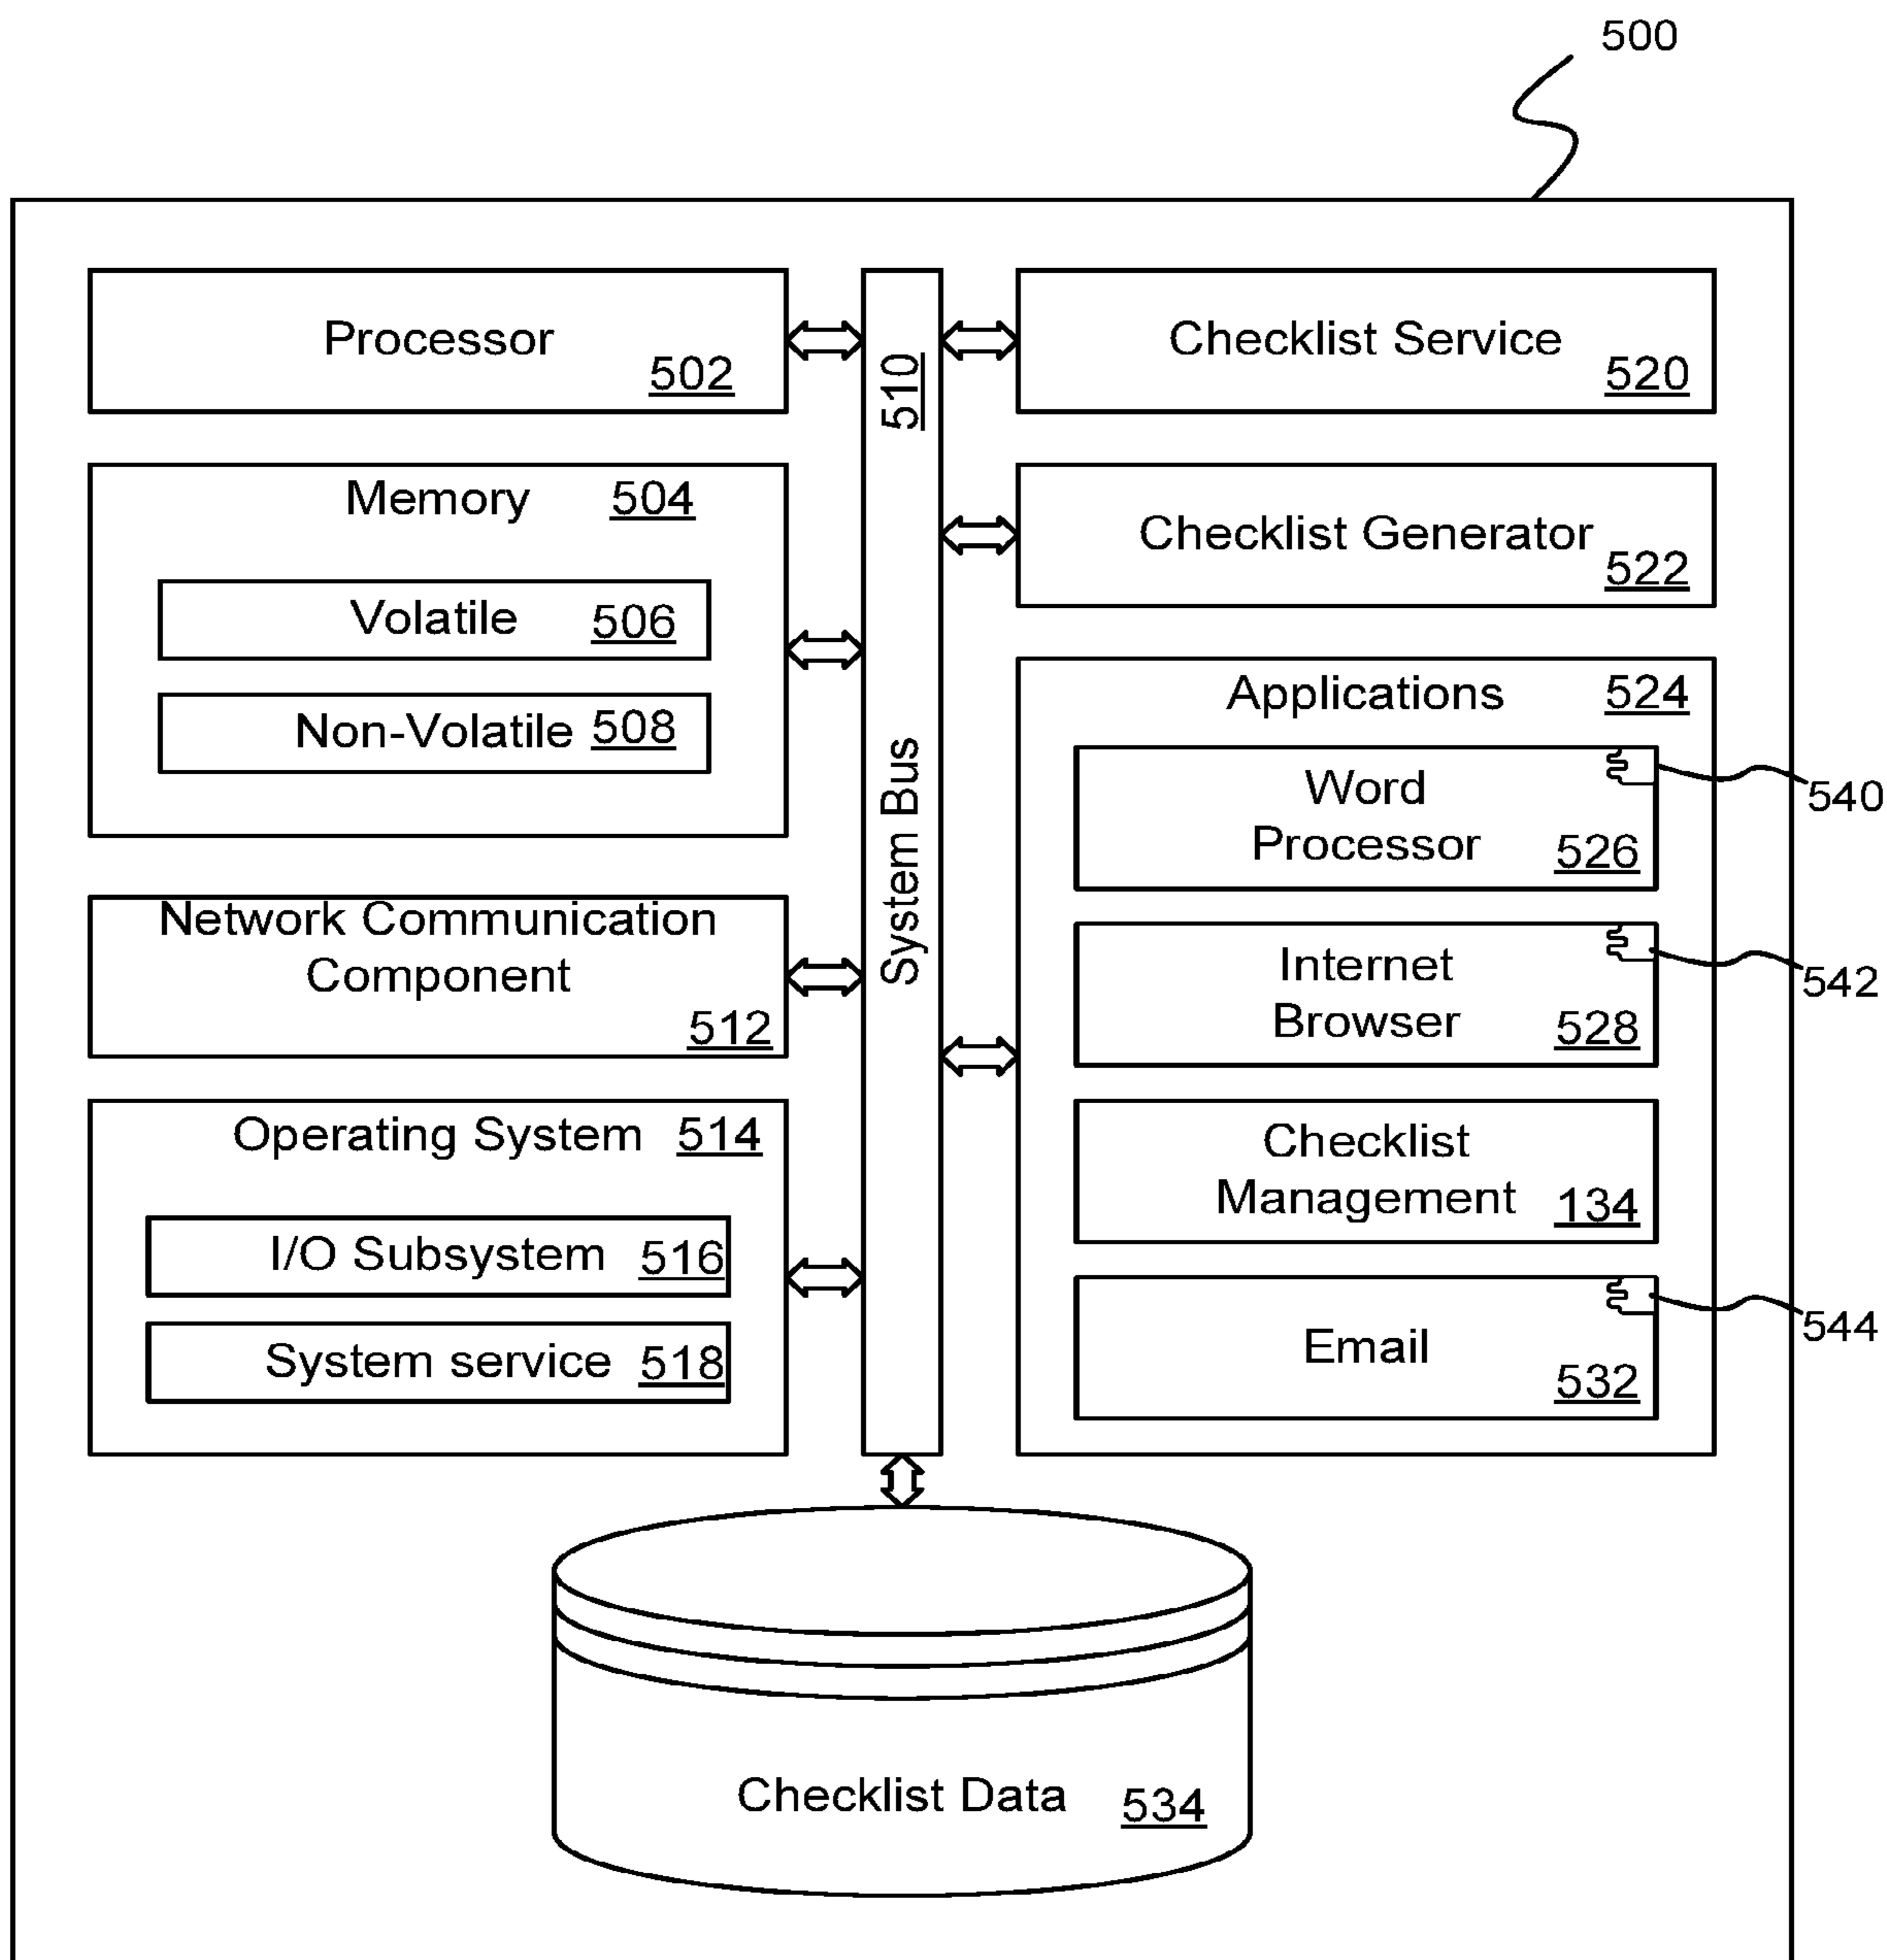 500
Processor
502
Memory 504
Volatile 506
Non-Volatile 508
Network Communication
Component
512
Operating System 514
I/O Subsystem 516
System service 518
System Bus 510
Checklist Service
520
Checklist Generator
522
Applications 524
Word
Processor 526
540
Internet
Browser 528
542
Checklist
Management 134
Email
532
544
Checklist Data 534